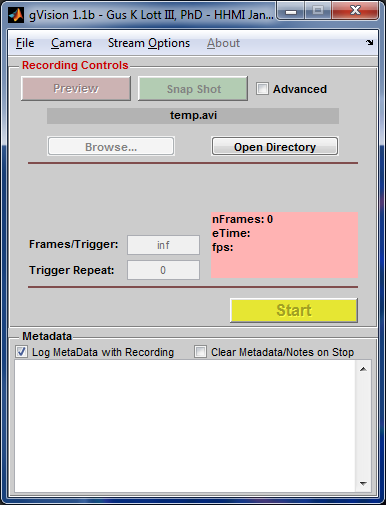 gVision 1.1b - Gus K Lott III, PhD - HHMI Jan...
File Camera Stream Options About
Recording Controls
Preview Snap Shot Advanced
temp.avi
Browse... Open Directory
nFrames: 0
eTime:
fps:
Frames/Trigger: inf
Trigger Repeat: 0
Start
Metadata
Log MetaData with Recording Clear Metadata/Notes on Stop